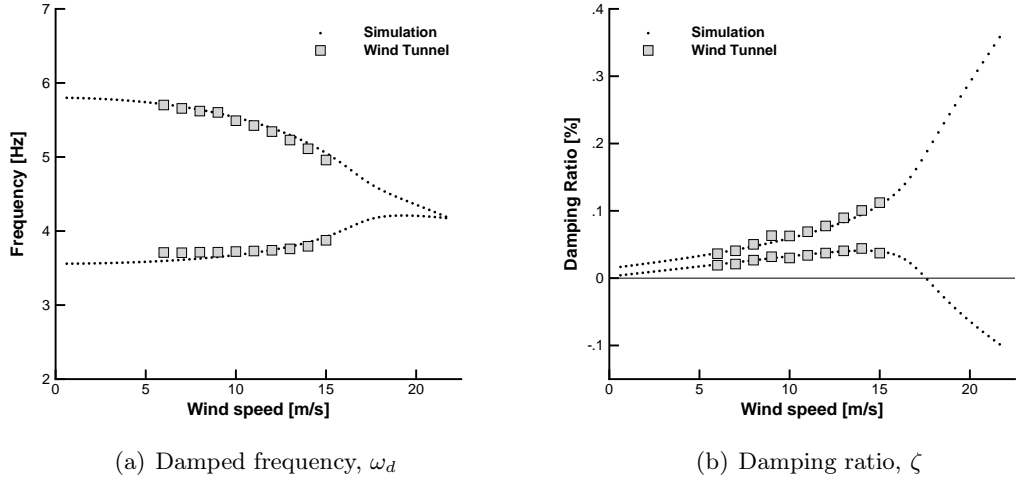 7
6
5
4
3
2
0
5
10
15
20
Frequency [Hz]
Wind speed [m/s]
Simulation
Wind Tunnel
(a) Damped frequency, ω_d
.4
.3
.2
.1
0
-.1
0
5
10
15
20
Damping Ratio [%]
Wind speed [m/s]
Simulation
Wind Tunnel
(b) Damping ratio, ζ